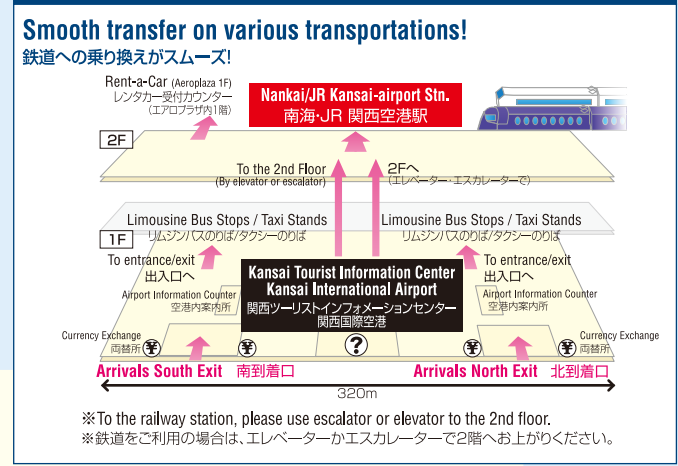 Smooth transfer on various transportations!
鉄道への乗り換えがスムーズ!
Rent-a-Car (Aeroplaza 1F)
レンタカー受付カウンター
(エアロプラザ内1階)
Nankai/JR Kansai-airport Stn.
南海・JR 関西空港駅
2F
To the 2nd Floor
(By elevator or escalator)
2Fへ
(エレベーター・エスカレーターで)
Limousine Bus Stops / Taxi Stands
リムジンバスのりば/タクシーのりば
Limousine Bus Stops / Taxi Stands
リムジンバスのりば/タクシーのりば
1F
To entrance/exit
出入口へ
To entrance/exit
出入口へ
Kansai Tourist Information Center
Kansai International Airport
関西ツーリストインフォメーションセンター
関西国際空港
Airport Information Counter
空港内案内所
Airport Information Counter
空港内案内所
Currency Exchange
両替所
¥
¥
?
¥
¥
Currency Exchange
両替所
Arrivals South Exit 南到着口
Arrivals North Exit 北到着口
320m
※To the railway station, please use escalator or elevator to the 2nd floor.
※鉄道をご利用の場合は、エレベーターかエスカレーターで2階へお上がりください。